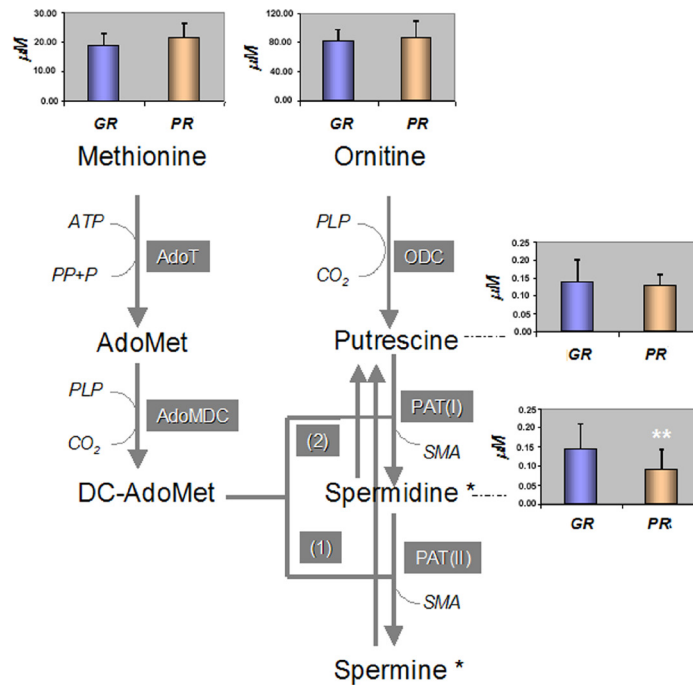 30.00
20.00
10.00
0.00
μM
GR PR
120.00
80.00
40.00
0.00
μM
GR PR
Methionine
Ornitine
ATP
AdoT
PP+P
PLP
ODC
CO2
0.25
0.20
0.15
0.10
0.05
0.00
μM
GR PR
AdoMet
Putrescine
PLP
AdoMDC
CO2
PAT(I)
(2)
SMA
0.25
0.20
0.15
0.10
0.05
0.00
μM
**
GR PR
DC-AdoMet
Spermidine *
(1)
PAT(II)
SMA
Spermine *